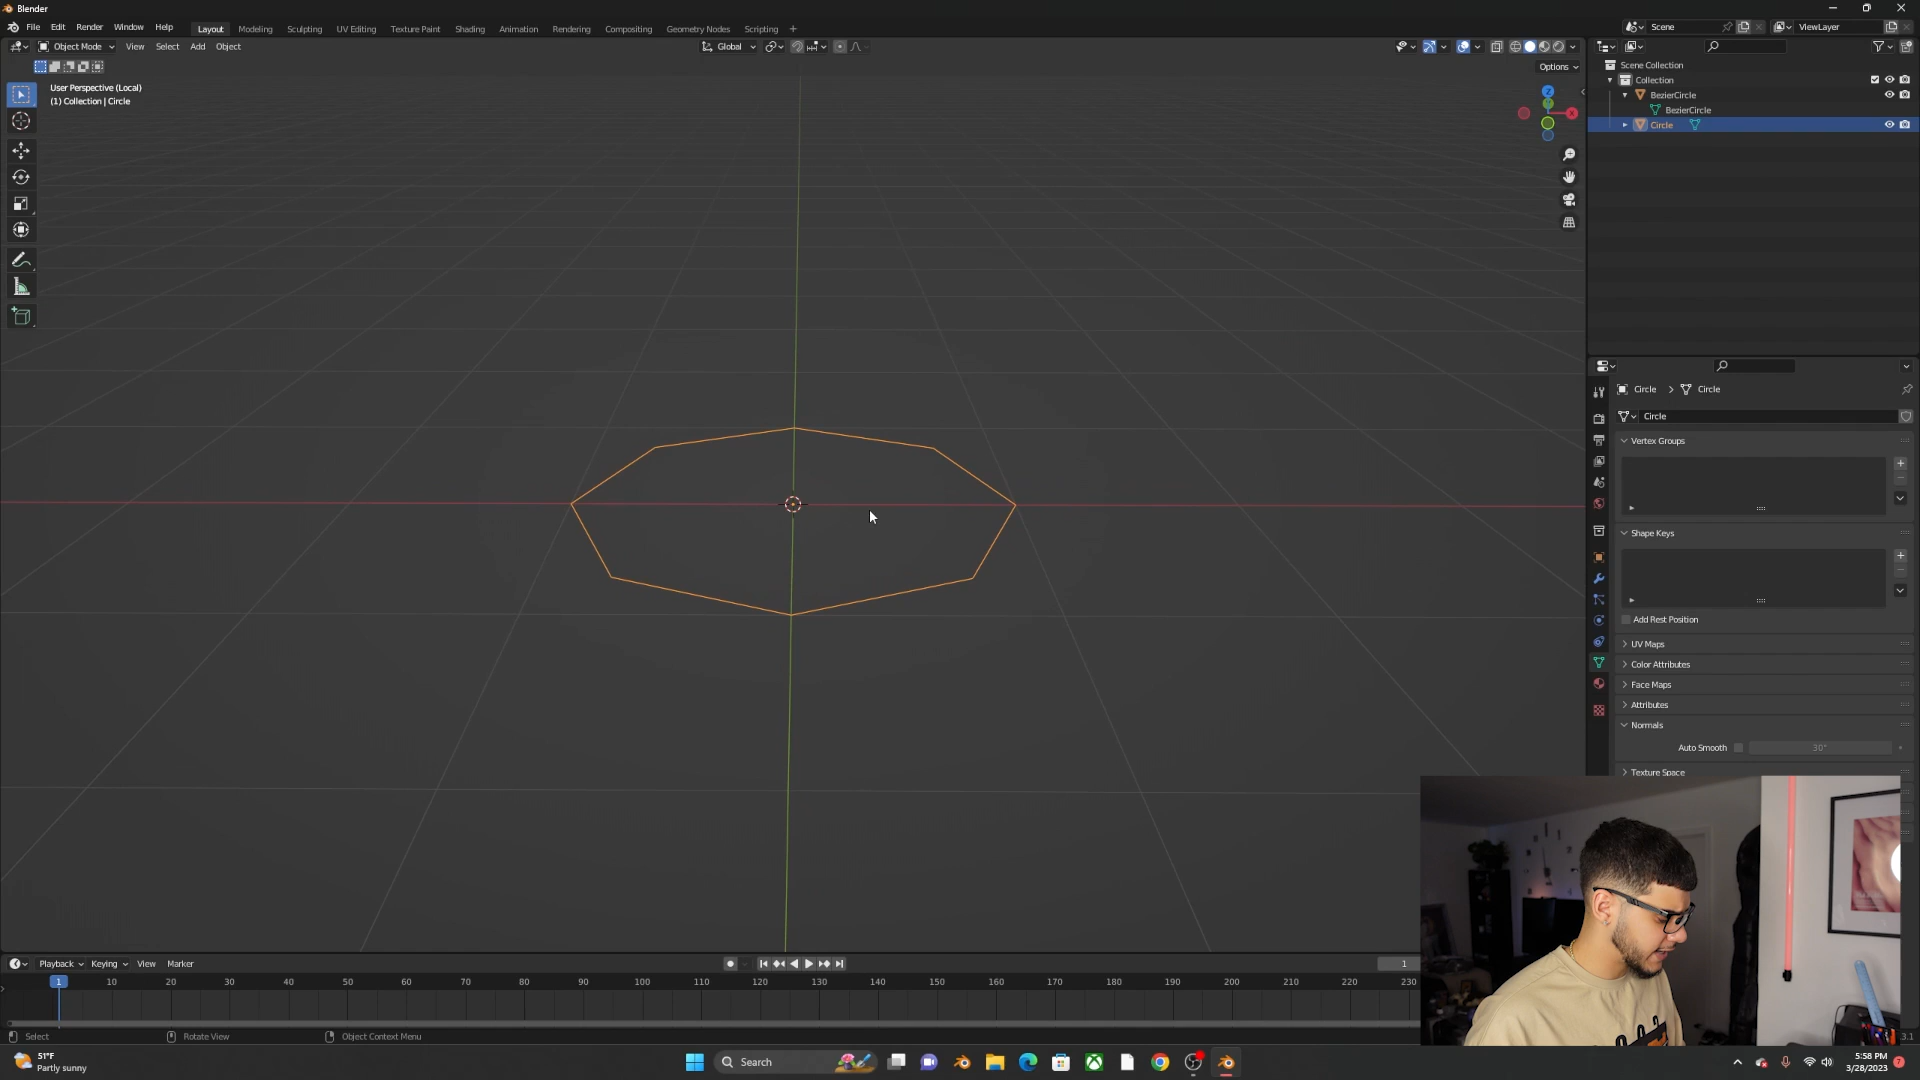 Blender
File Edit Render Window Help Layout Modeling Sculpting UV Editing Texture Paint Shading Animation Rendering Compositing Geometry Nodes Scripting + Scene ViewLayer
Object Mode View Select Add Object Global
Options
User Perspective (Local)
(1) Collection | Circle
Z
X
Scene Collection
Collection
BezierCircle
BezierCircle
Circle
Circle > Circle
Circle
Vertex Groups
Shape Keys
Add Rest Position
UV Maps
Color Attributes
Face Maps
Attributes
Normals
Auto Smooth 30°
Texture Space
Playback Keying View Marker 1
1 10 20 30 40 50 60 70 80 90 100 110 120 130 140 150 160 170 180 190 200 210 220 230
Select Rotate View Object Context Menu 3.1
51°F
Partly sunny
Search
5:58 PM
3/28/2023 7